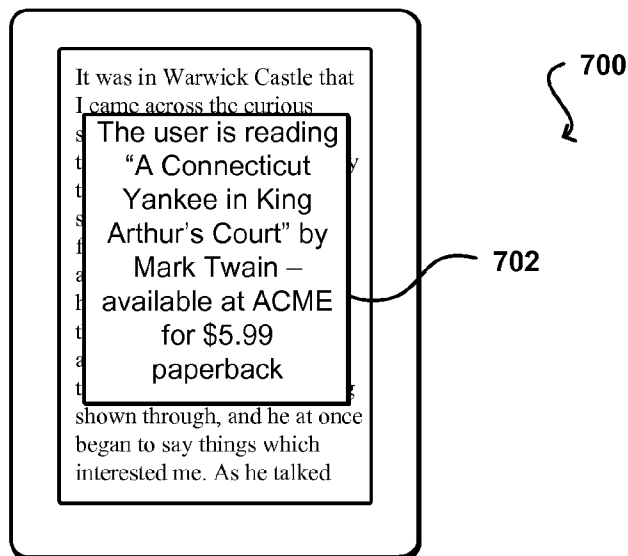 It was in Warwick Castle that
I came across the curious
The user is reading
“A Connecticut
Yankee in King
Arthur’s Court” by
Mark Twain –
available at ACME
for $5.99
paperback
shown through, and he at once
began to say things which
interested me. As he talked
700
702